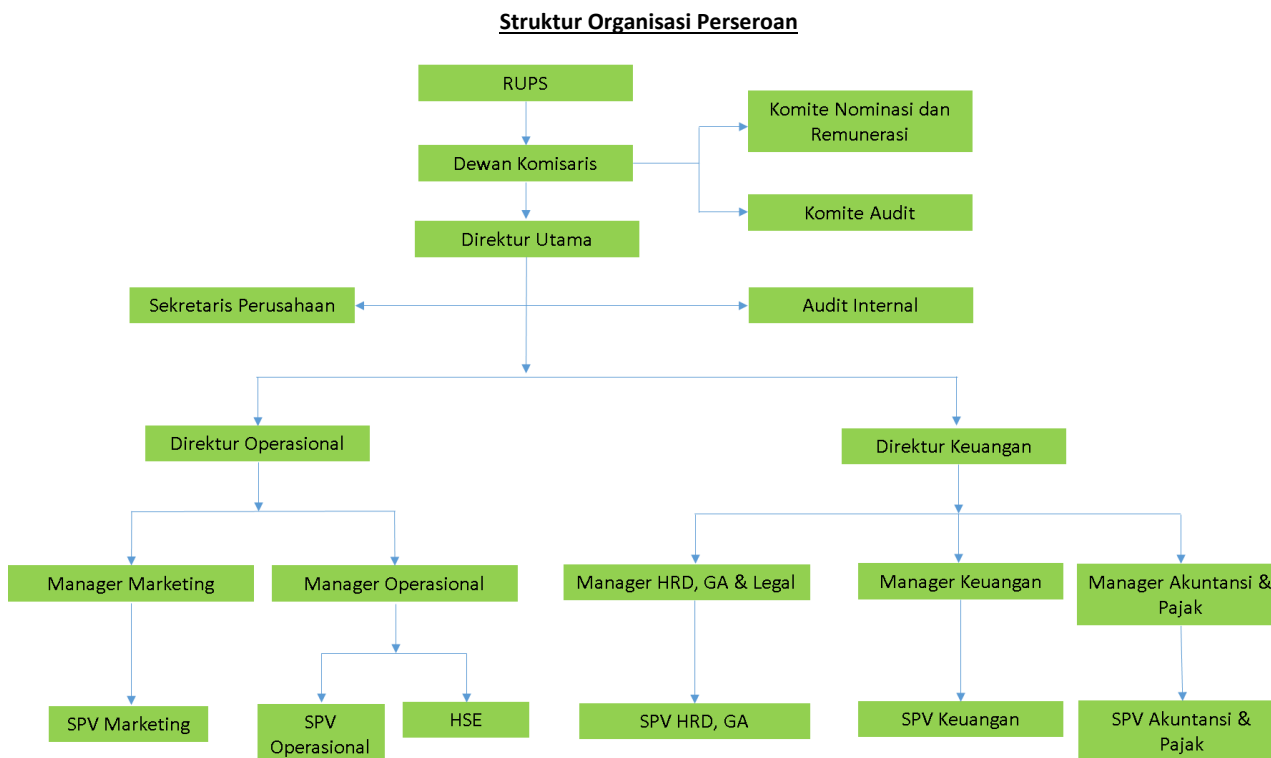 Struktur Organisasi Perseroan
RUPS
Komite Nominasi dan
Remunerasi
Dewan Komisaris
Komite Audit
Direktur Utama
Sekretaris Perusahaan
Audit Internal
Direktur Operasional
Direktur Keuangan
Manager Marketing
Manager Operasional
Manager HRD, GA & Legal
Manager Keuangan
Manager Akuntansi &
Pajak
SPV Marketing
SPV
Operasional
HSE
SPV HRD, GA
SPV Keuangan
SPV Akuntansi &
Pajak